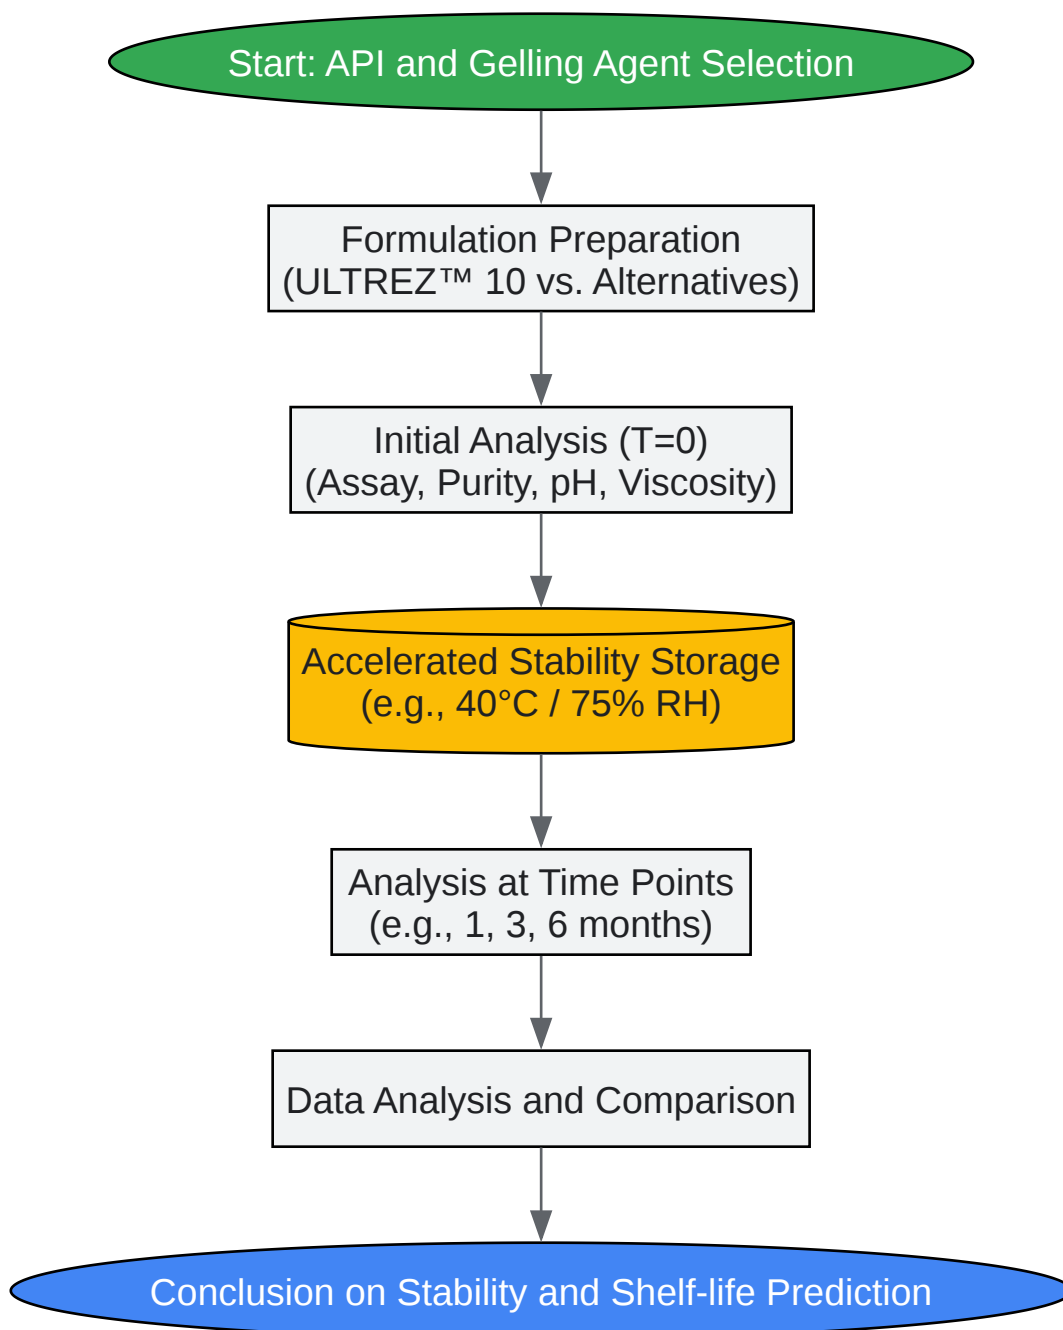 Start: API and Gelling Agent Selection
Formulation Preparation
(ULTREZ™ 10 vs. Alternatives)
Initial Analysis (T=0)
(Assay, Purity, pH, Viscosity)
Accelerated Stability Storage
(e.g., 40°C / 75% RH)
Analysis at Time Points
(e.g., 1, 3, 6 months)
Data Analysis and Comparison
Conclusion on Stability and Shelf-life Prediction